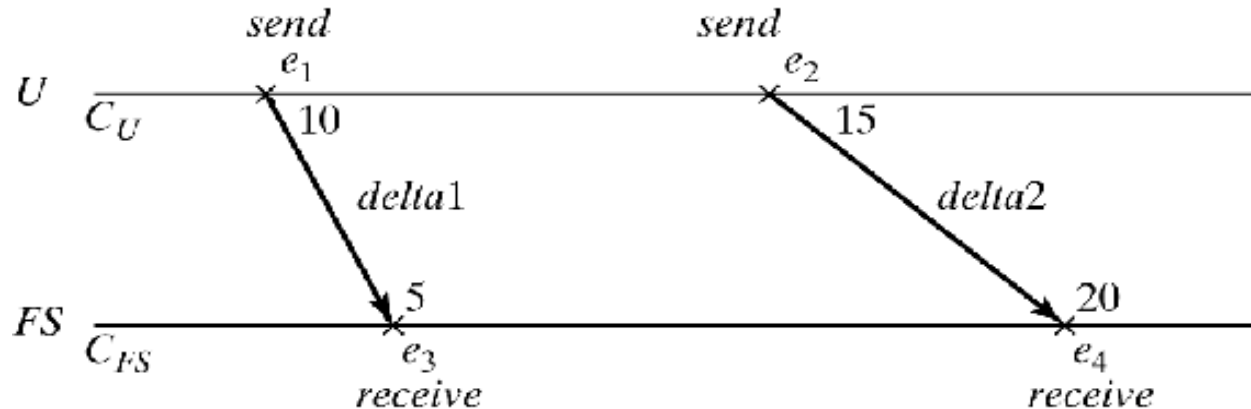 send send
e1 e2
U
CU 10 15
delta1 delta2
5 20
FS
CFS e3 e4
receive receive